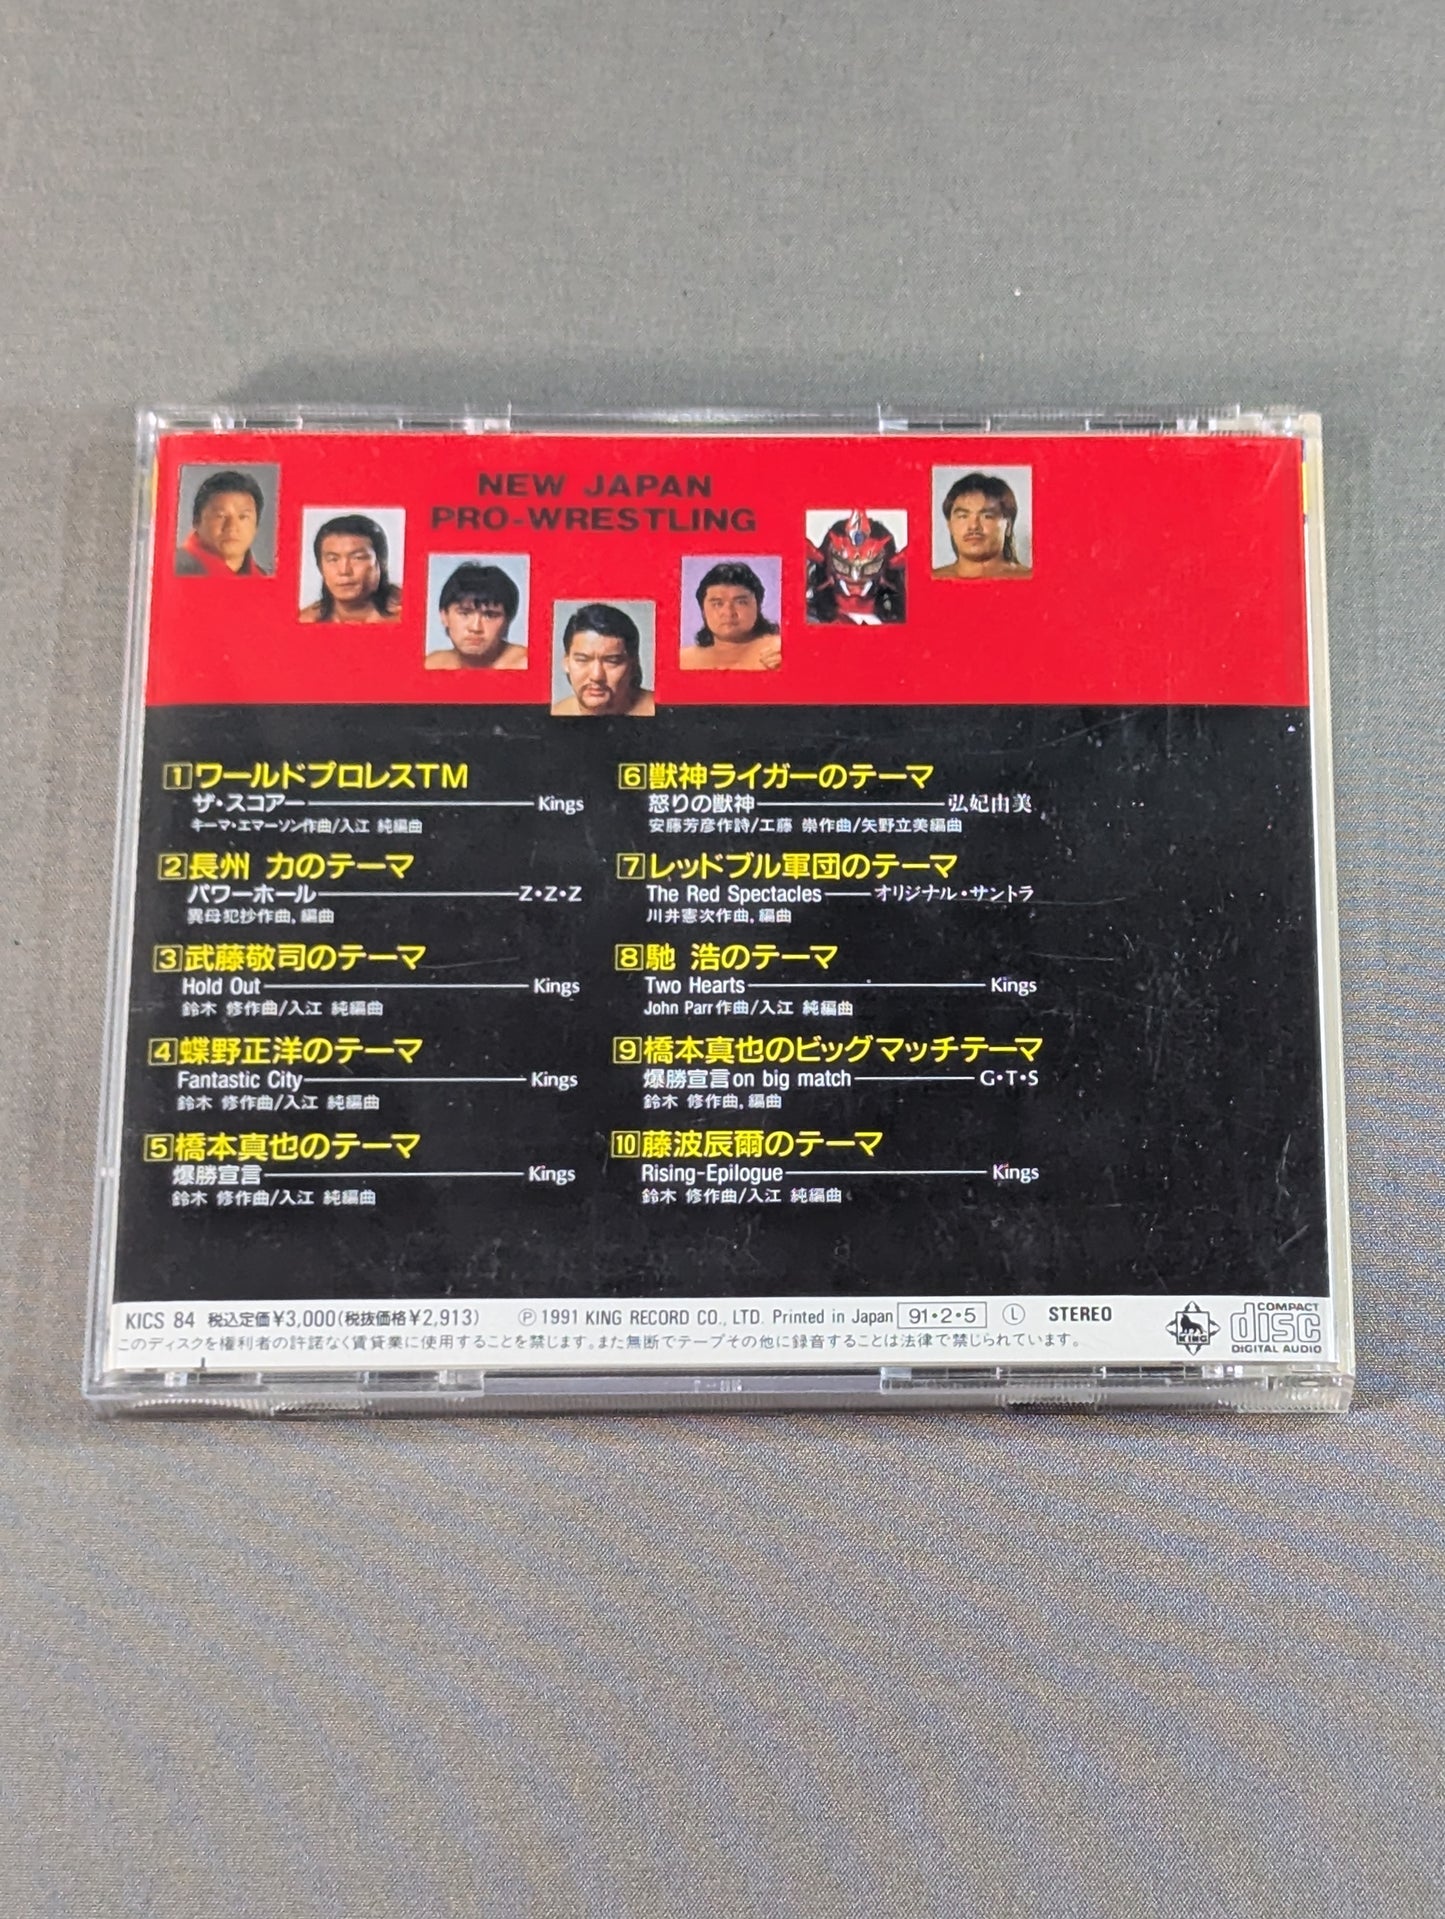 NEW JAPAN
PRO-WRESTLING
1 ワールドプロレスTM
ザ・スコアー Kings
キーマ・エマーソン作曲/入江 純編曲
2 長州 力のテーマ
パワーホール Z・Z・Z
異母犯抄作曲,編曲
3 武藤敬司のテーマ
Hold Out Kings
鈴木 修作曲/入江 純編曲
4 蝶野正洋のテーマ
Fantastic City Kings
鈴木 修作曲/入江 純編曲
5 橋本真也のテーマ
爆勝宣言 Kings
鈴木 修作曲/入江 純編曲
6 獣神ライガーのテーマ
怒りの獣神 弘妃由美
安藤芳彦作詩/工藤 崇作曲/矢野立美編曲
7 レッドブル軍団のテーマ
The Red Spectacles オリジナル・サントラ
川井憲次作曲,編曲
8 馳 浩のテーマ
Two Hearts Kings
John Parr作曲/入江 純編曲
9 橋本真也のビッグマッチテーマ
爆勝宣言on big match G・T・S
鈴木 修作曲,編曲
10 藤波辰爾のテーマ
Rising-Epilogue Kings
鈴木 修作曲/入江 純編曲
KICS 84 税込定価¥3,000(税抜価格¥2,913) Ⓟ1991 KING RECORD CO., LTD. Printed in Japan 91・2・5 Ⓛ STEREO
このディスクを権利者の許諾なく賃貸業に使用することを禁じます。また無断でテープその他に録音することは法律で禁じられています。
KING
COMPACT
disc
DIGITAL AUDIO